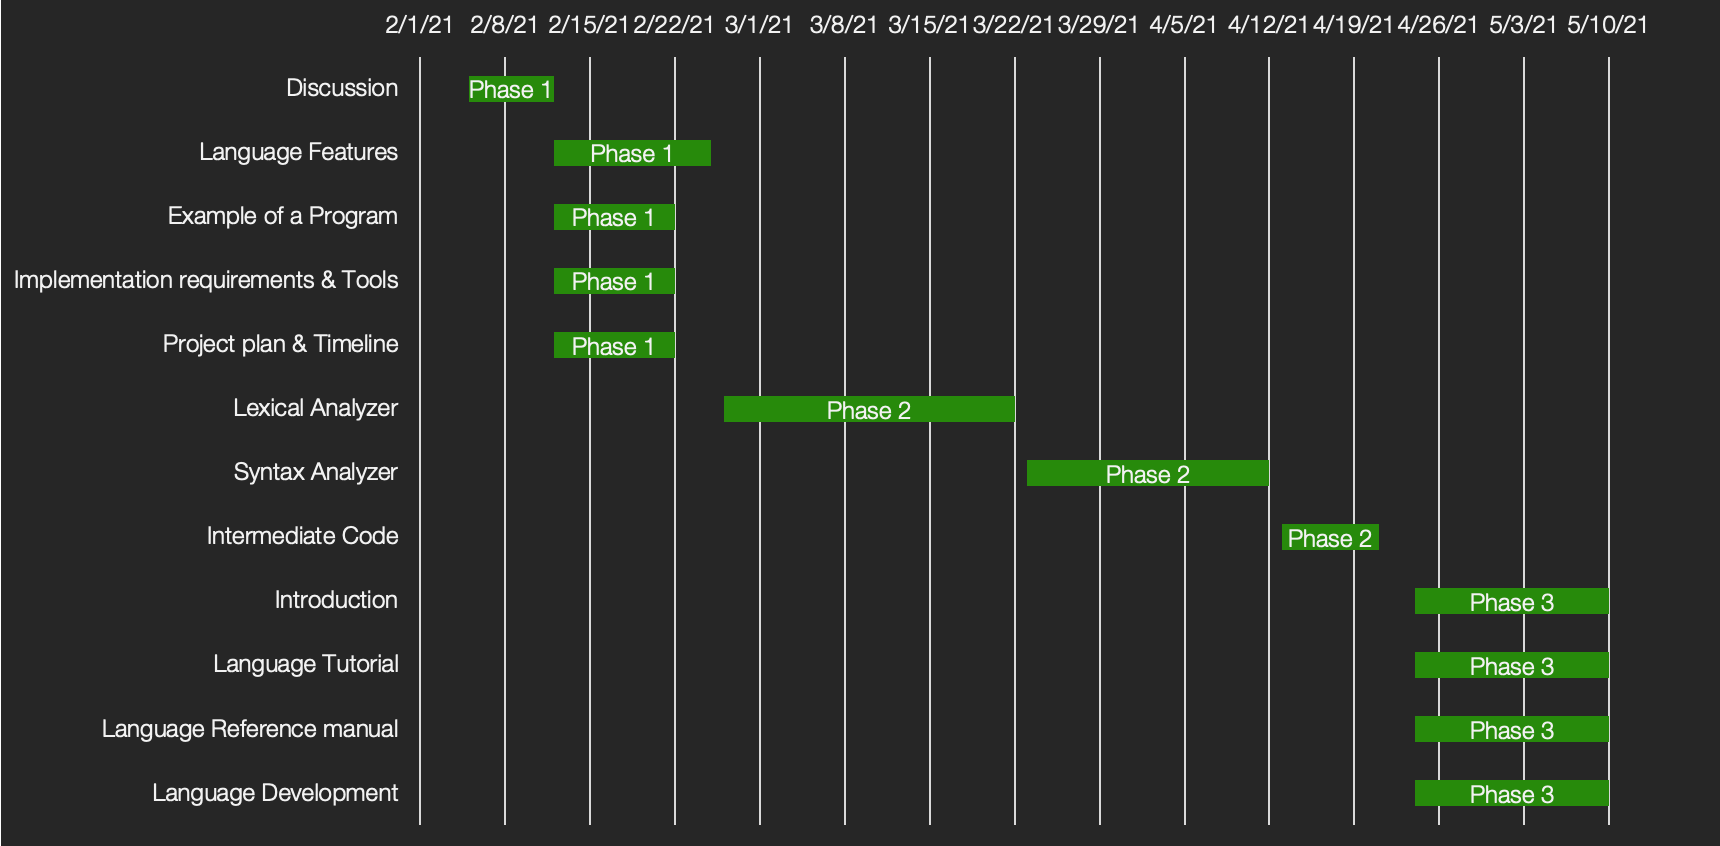 2/1/21 2/8/21 2/15/21 2/22/21 3/1/21 3/8/21 3/15/21 3/22/21 3/29/21 4/5/21 4/12/21 4/19/21 4/26/21 5/3/21 5/10/21
Discussion Phase 1
Language Features Phase 1
Example of a Program Phase 1
Implementation requirements & Tools Phase 1
Project plan & Timeline Phase 1
Lexical Analyzer Phase 2
Syntax Analyzer Phase 2
Intermediate Code Phase 2
Introduction Phase 3
Language Tutorial Phase 3
Language Reference manual Phase 3
Language Development Phase 3